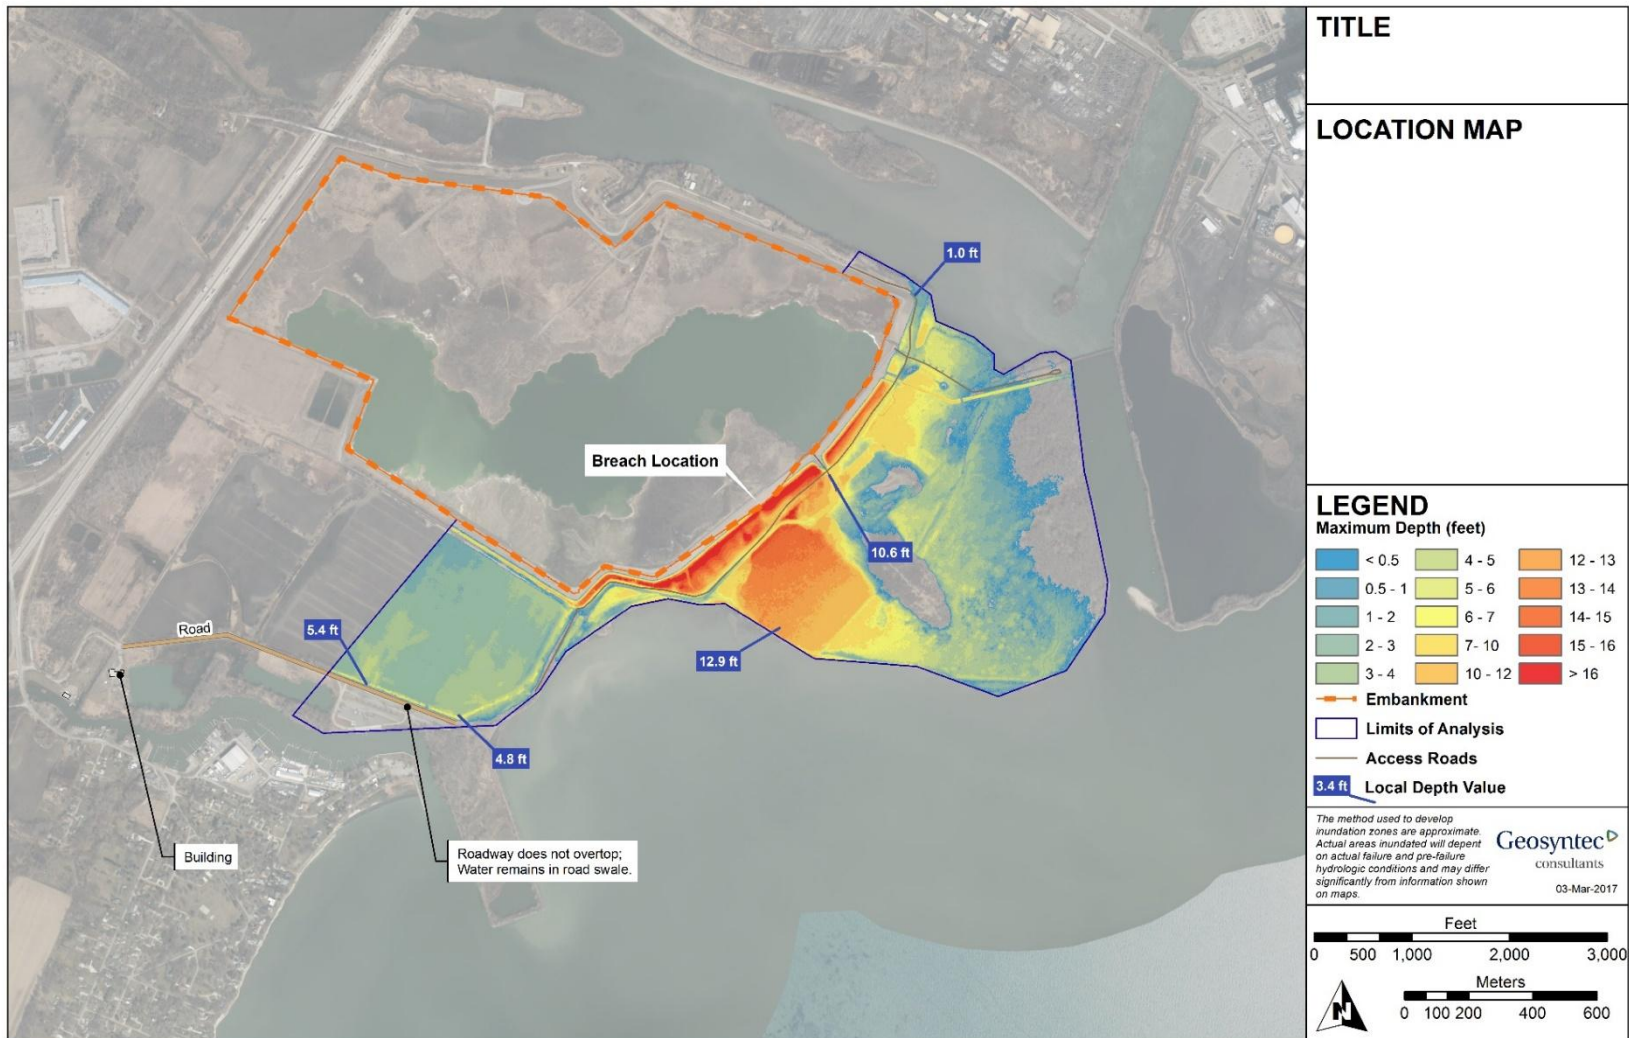 TITLE
LOCATION MAP
1.0 ft
Breach Location
10.6 ft
Road
5.4 ft
12.9 ft
4.8 ft
Building
Roadway does not overtop;
Water remains in road swale.
LEGEND
Maximum Depth (feet)
< 0.5
0.5 - 1
1 - 2
2 - 3
3 - 4
4 - 5
5 - 6
6 - 7
7- 10
10 - 12
12 - 13
13 - 14
14- 15
15 - 16
> 16
Embankment
Limits of Analysis
Access Roads
3.4 ft Local Depth Value
The method used to develop
inundation zones are approximate.
Actual areas inundated will depent
on actual failure and pre-failure
hydrologic conditions and may differ
significantly from information shown
on maps.
Geosyntec
consultants
03-Mar-2017
Feet
0 500 1,000 2,000 3,000
Meters
0 100 200 400 600
N